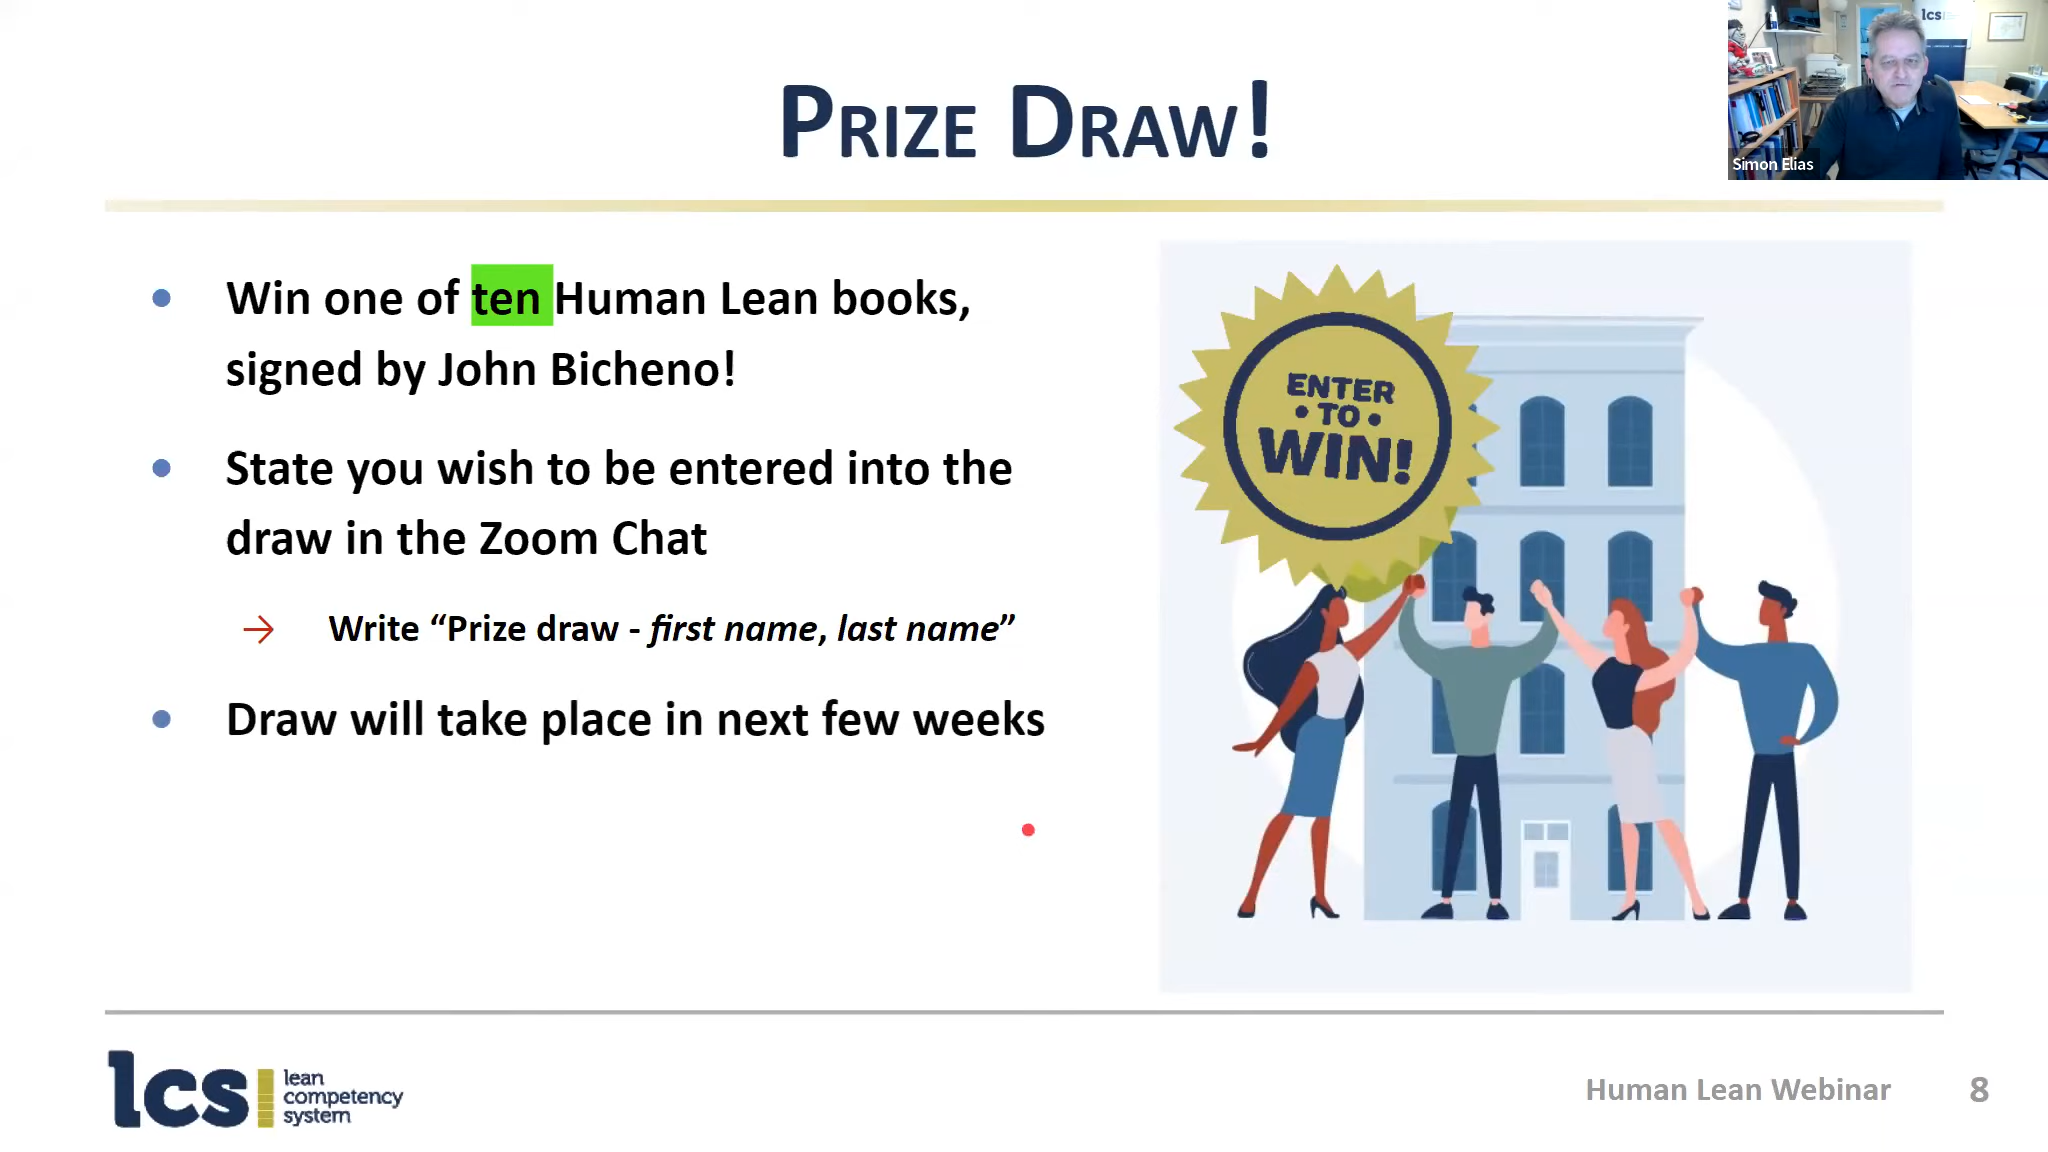 PRIZE DRAW!
lcs
Simon Elias
• Win one of ten Human Lean books,
signed by John Bicheno!
• State you wish to be entered into the
draw in the Zoom Chat
→ Write “Prize draw - first name, last name”
• Draw will take place in next few weeks
ENTER
• TO •
WIN!
lcs
lean
competency
system
Human Lean Webinar
8